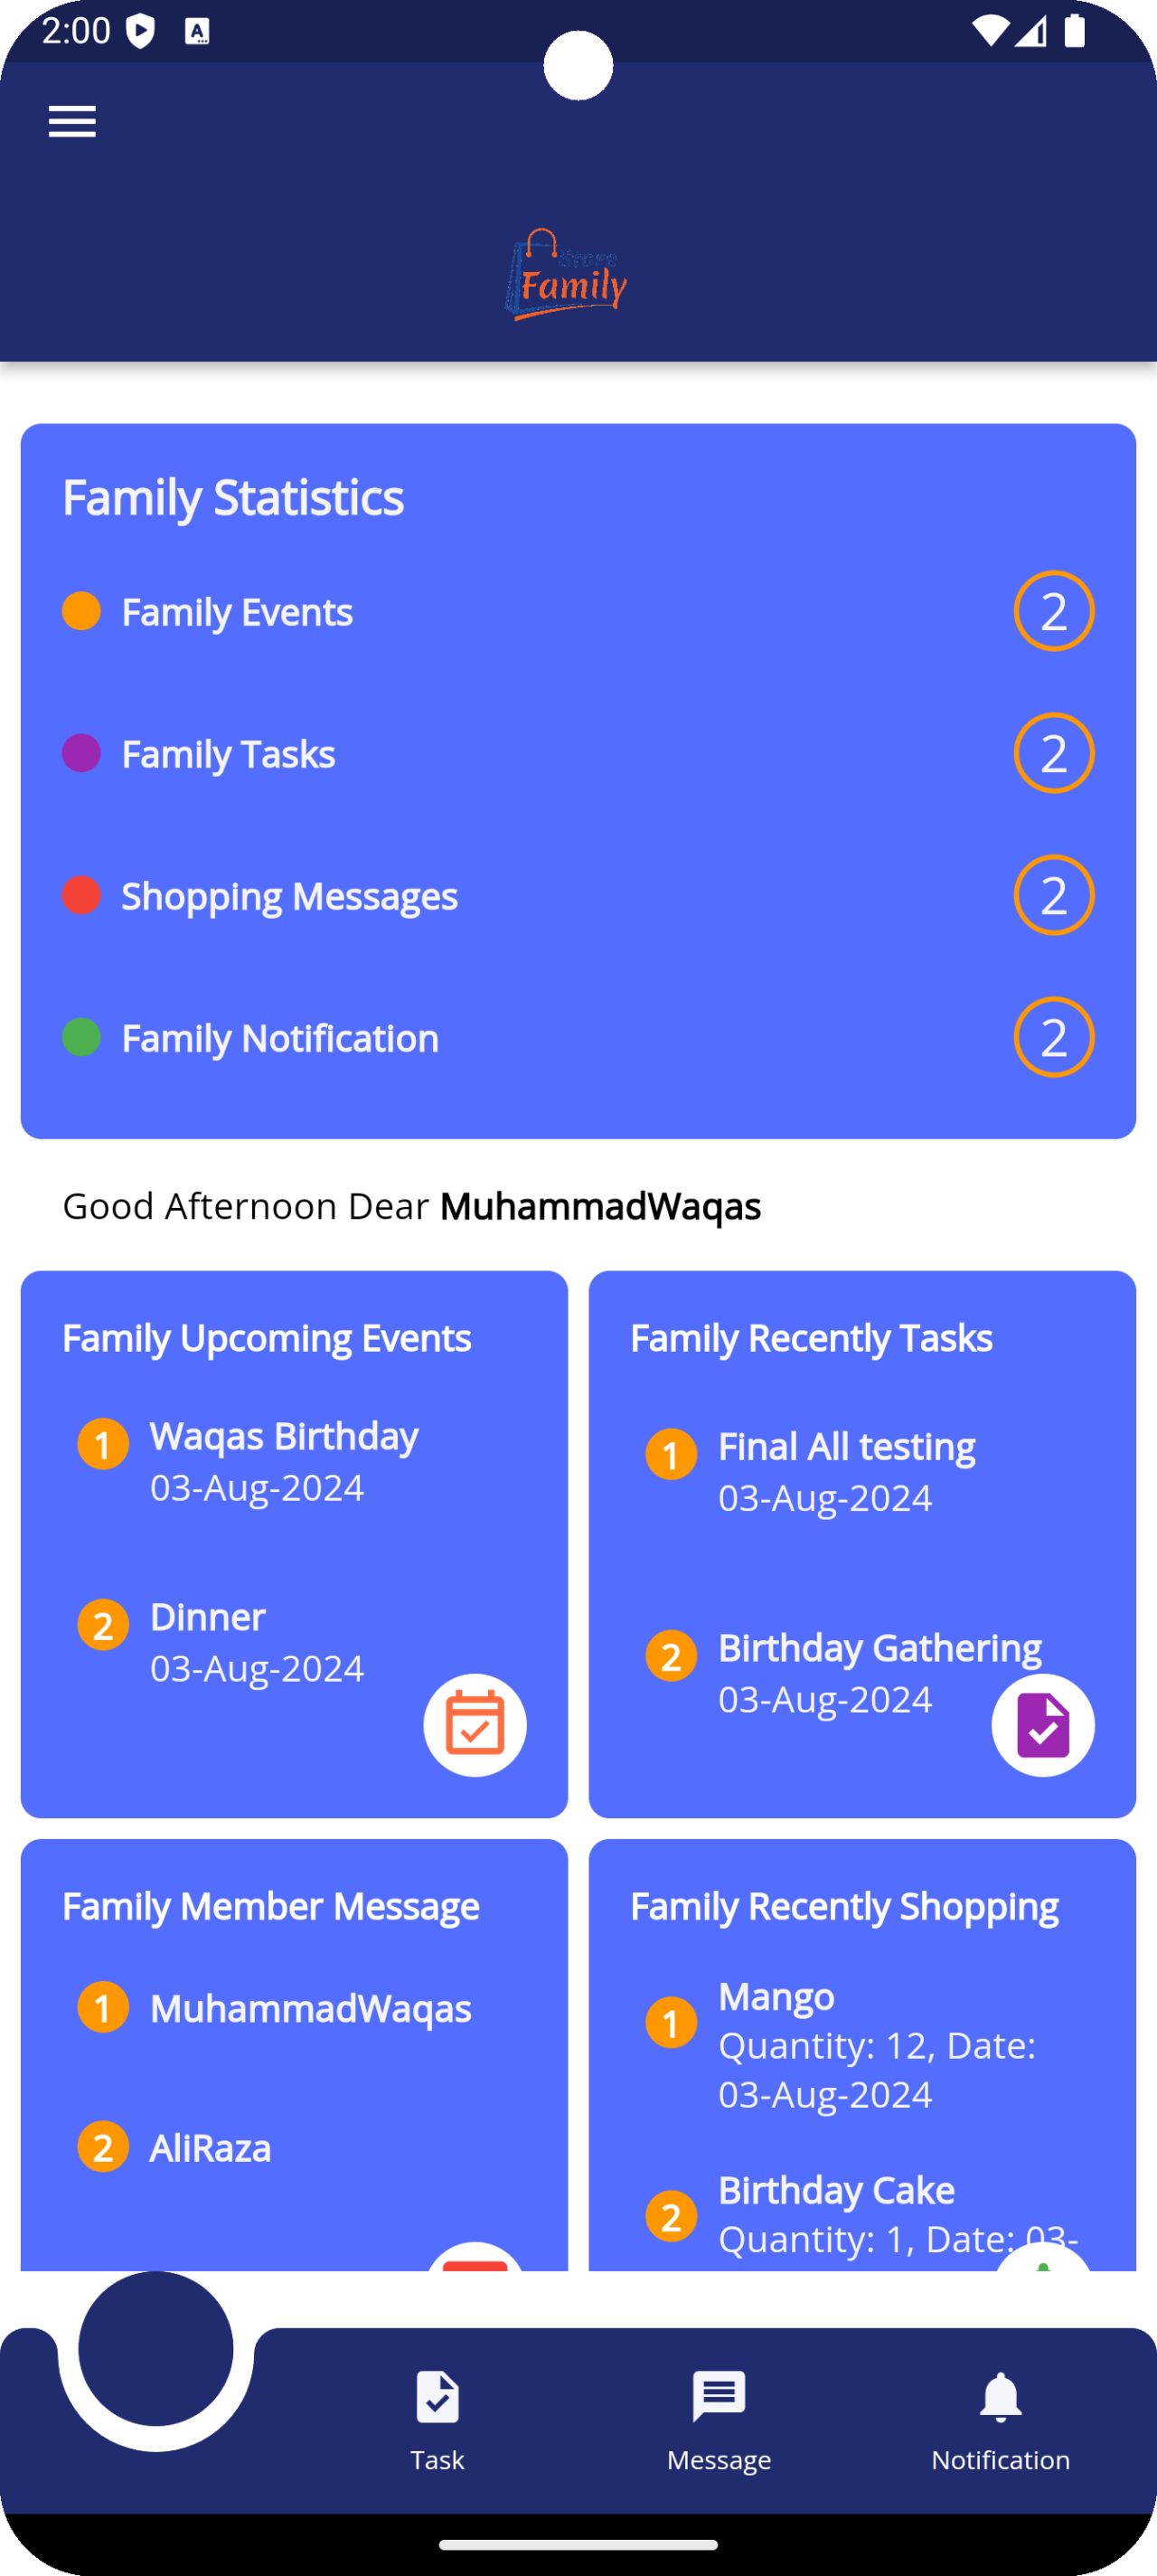 2:00
Store
Family
Family Statistics
Family Events 2
Family Tasks 2
Shopping Messages 2
Family Notification 2
Good Afternoon Dear MuhammadWaqas
Family Upcoming Events
1 Waqas Birthday
03-Aug-2024
2 Dinner
03-Aug-2024
Family Recently Tasks
1 Final All testing
03-Aug-2024
2 Birthday Gathering
03-Aug-2024
Family Member Message
1 MuhammadWaqas
2 AliRaza
Family Recently Shopping
1 Mango
Quantity: 12, Date:
03-Aug-2024
2 Birthday Cake
Quantity: 1, Date: 03-
Task
Message
Notification